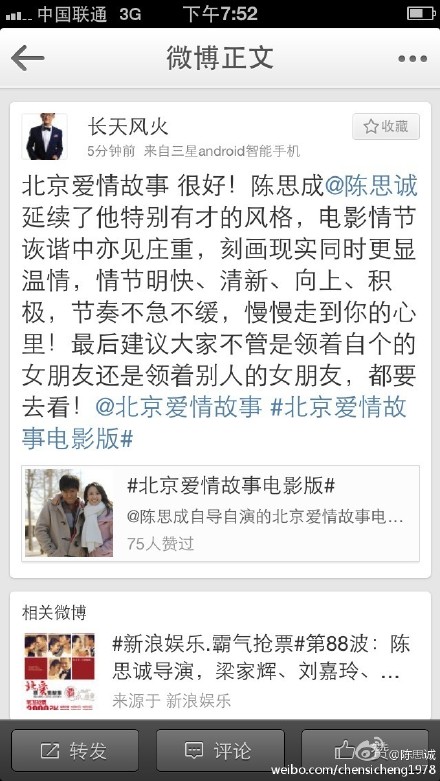 中国联通 3G 下午7:52
微博正文
长天风火
收藏
5分钟前 来自三星android智能手机
北京爱情故事 很好！陈思成@陈思诚
延续了他特别有才的风格，电影情节
诙谐中亦见庄重，刻画现实同时更显
温情，情节明快、清新、向上、积
极，节奏不急不缓，慢慢走到你的心
里！最后建议大家不管是领着自个的
女朋友还是领着别人的女朋友，都要
去看！@北京爱情故事 #北京爱情故
事电影版#
#北京爱情故事电影版#
@陈思成自导自演的北京爱情故事电...
75人赞过
相关微博
#新浪娱乐.霸气抢票#第88波：陈
思诚导演，梁家辉、刘嘉玲、...
来源于 新浪娱乐
转发
评论
赞
@陈思诚
weibo.com/chensicheng1978